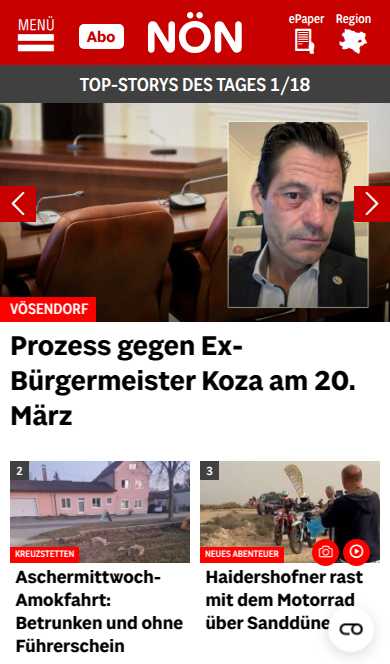 MENÜ
Abo
NÖN
ePaper
Region
TOP-STORYS DES TAGES 1/18
VÖSENDORF
Prozess gegen Ex-
Bürgermeister Koza am 20.
März
2
KREUZSTETTEN
Aschermittwoch-
Amokfahrt:
Betrunken und ohne
Führerschein
3
NEUES ABENTEUER
Haidershofner rast
mit dem Motorrad
über Sanddüne